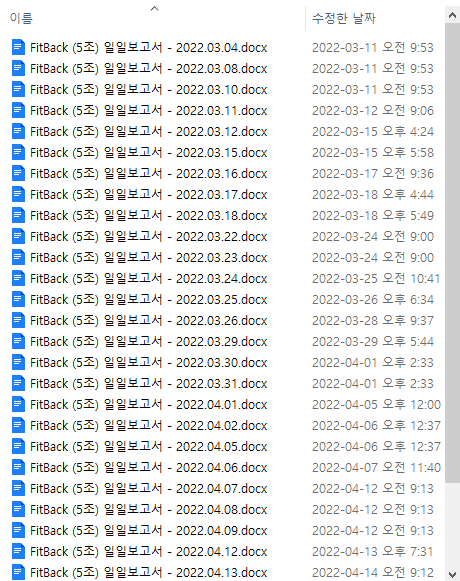 이름 수정한 날짜
FitBack (5조) 일일보고서 - 2022.03.04.docx 2022-03-11 오전 9:53
FitBack (5조) 일일보고서 - 2022.03.08.docx 2022-03-11 오전 9:53
FitBack (5조) 일일보고서 - 2022.03.10.docx 2022-03-11 오전 9:53
FitBack (5조) 일일보고서 - 2022.03.11.docx 2022-03-12 오전 9:06
FitBack (5조) 일일보고서 - 2022.03.12.docx 2022-03-15 오후 4:24
FitBack (5조) 일일보고서 - 2022.03.15.docx 2022-03-15 오후 5:58
FitBack (5조) 일일보고서 - 2022.03.16.docx 2022-03-17 오전 9:36
FitBack (5조) 일일보고서 - 2022.03.17.docx 2022-03-18 오후 4:44
FitBack (5조) 일일보고서 - 2022.03.18.docx 2022-03-18 오후 5:49
FitBack (5조) 일일보고서 - 2022.03.22.docx 2022-03-24 오전 9:00
FitBack (5조) 일일보고서 - 2022.03.23.docx 2022-03-24 오전 9:00
FitBack (5조) 일일보고서 - 2022.03.24.docx 2022-03-25 오전 10:41
FitBack (5조) 일일보고서 - 2022.03.25.docx 2022-03-26 오후 6:34
FitBack (5조) 일일보고서 - 2022.03.26.docx 2022-03-28 오후 9:37
FitBack (5조) 일일보고서 - 2022.03.29.docx 2022-03-29 오후 5:44
FitBack (5조) 일일보고서 - 2022.03.30.docx 2022-04-01 오후 2:33
FitBack (5조) 일일보고서 - 2022.03.31.docx 2022-04-01 오후 2:33
FitBack (5조) 일일보고서 - 2022.04.01.docx 2022-04-05 오후 12:00
FitBack (5조) 일일보고서 - 2022.04.02.docx 2022-04-06 오후 12:37
FitBack (5조) 일일보고서 - 2022.04.05.docx 2022-04-06 오후 12:37
FitBack (5조) 일일보고서 - 2022.04.06.docx 2022-04-07 오전 11:40
FitBack (5조) 일일보고서 - 2022.04.07.docx 2022-04-12 오전 9:13
FitBack (5조) 일일보고서 - 2022.04.08.docx 2022-04-12 오전 9:13
FitBack (5조) 일일보고서 - 2022.04.09.docx 2022-04-12 오전 9:13
FitBack (5조) 일일보고서 - 2022.04.12.docx 2022-04-13 오후 7:31
FitBack (5조) 일일보고서 - 2022.04.13.docx 2022-04-14 오전 9:12